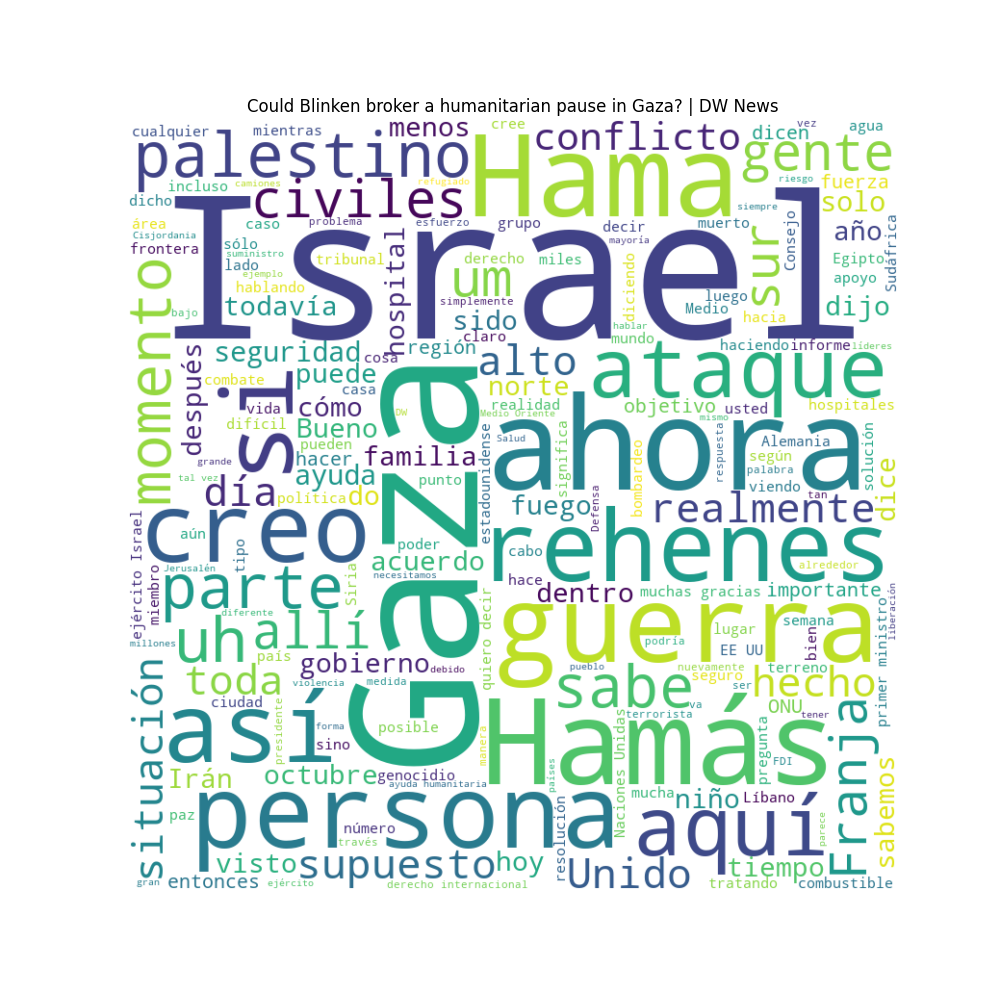 Could Blinken broker a humanitarian pause in Gaza? | DW News
cualquier
mientras
menos
cree
conflicto
dicen
vez
agua
palestino
Hama
gente
incluso
camiones
refugiado
riesgo
fuerza
dicho
civiles
siempre
solo
área
caso
problema
esfuerzo
grupo
decir
muerto
Consejo
año
Sudáfrica
Cisjordania
frontera
sólo
suministro
lado
ejemplo
tribunal
hospital
derecho
miles
mayoría
diciendo
sur
Egipto
apoyo
Israel
momento
hablando
um
simplemente
luego
Medio
hacia
dijo
bajo
todavía
sido
claro
hablar
mundo
haciendo
informe
líderes
después
seguridad
cosa
región
alto
ataque
combate
puede
casa
norte
si
vida
cómo
DW
realidad
Medio Oriente
objetivo
usted
hospitales
difícil
Bueno
pueden
mismo
ahora
Salud
significa
Alemania
solución
grande
hacer
familia
estadounidense
bombardeo
respuesta
según
palabra
viendo
tal vez
ayuda
punto
día
política
do
fuego
Defensa
realmente
tan
dice
creo
Gaza
rehenes
ejército Israel
miembro
aún
tipo
poder
acuerdo
cabo
Jerusalén
Siria
necesitamos
alrededor
parte
hace
dentro
muchas gracias
importante
liberación
diferente
guerra
semana
millones
uh
allí
país
quiero decir
podría
lugar
EE UU
bien
primer ministro
gobierno
debido
pueblo
nuevamente
terreno
situación
toda
violencia
medida
sabe
seguro
ser
hecho
ciudad
presidente
va
terrorista
ONU
tener
así
forma
posible
manera
Hamás
Naciones Unidas
pregunta
Franja
sino
FDI
Irán
octubre
genocidio
países
sabemos
ayuda humanitaria
mucha
niño
Líbano
paz
persona
número
través
resolución
aquí
parece
visto
supuesto
hoy
Unido
tiempo
gran
entonces
ejército
derecho internacional
tratando
combustible